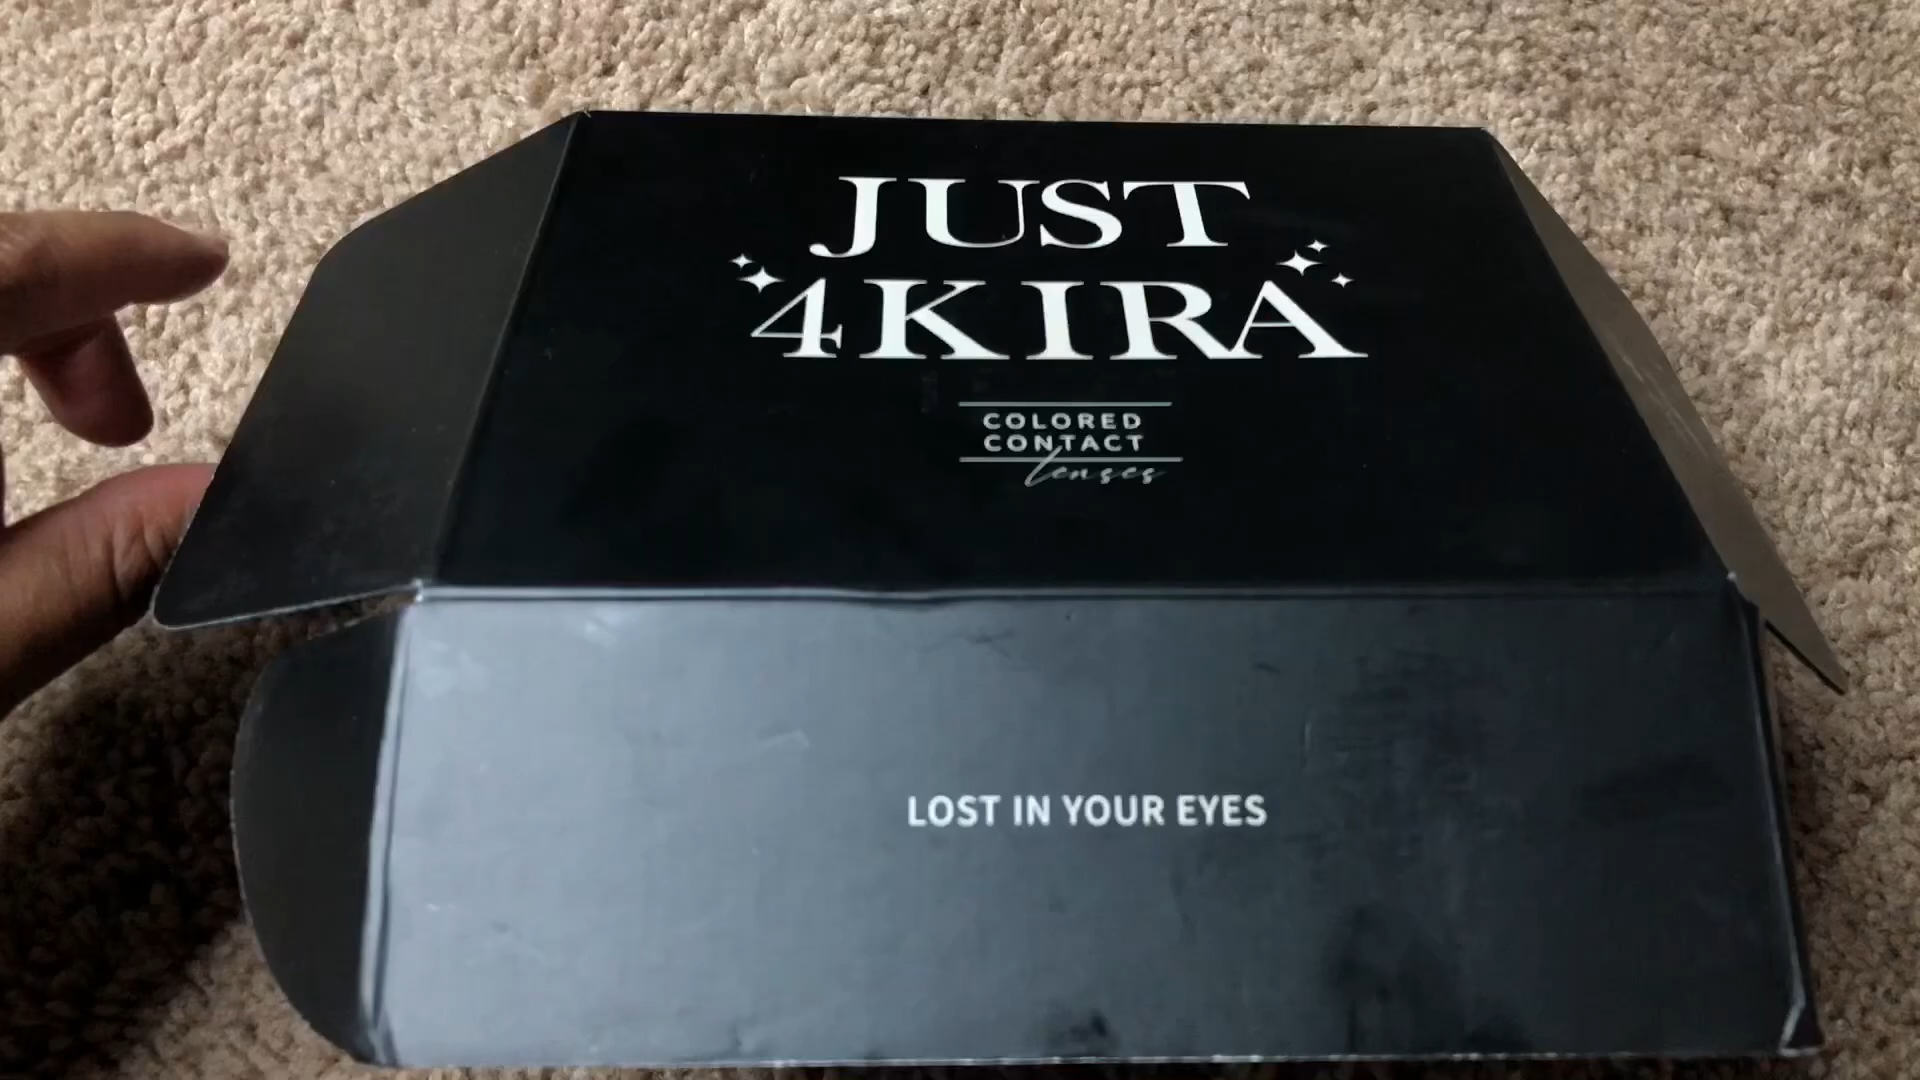 JUST
4KIRA
COLORED
CONTACT
lenses
LOST IN YOUR EYES